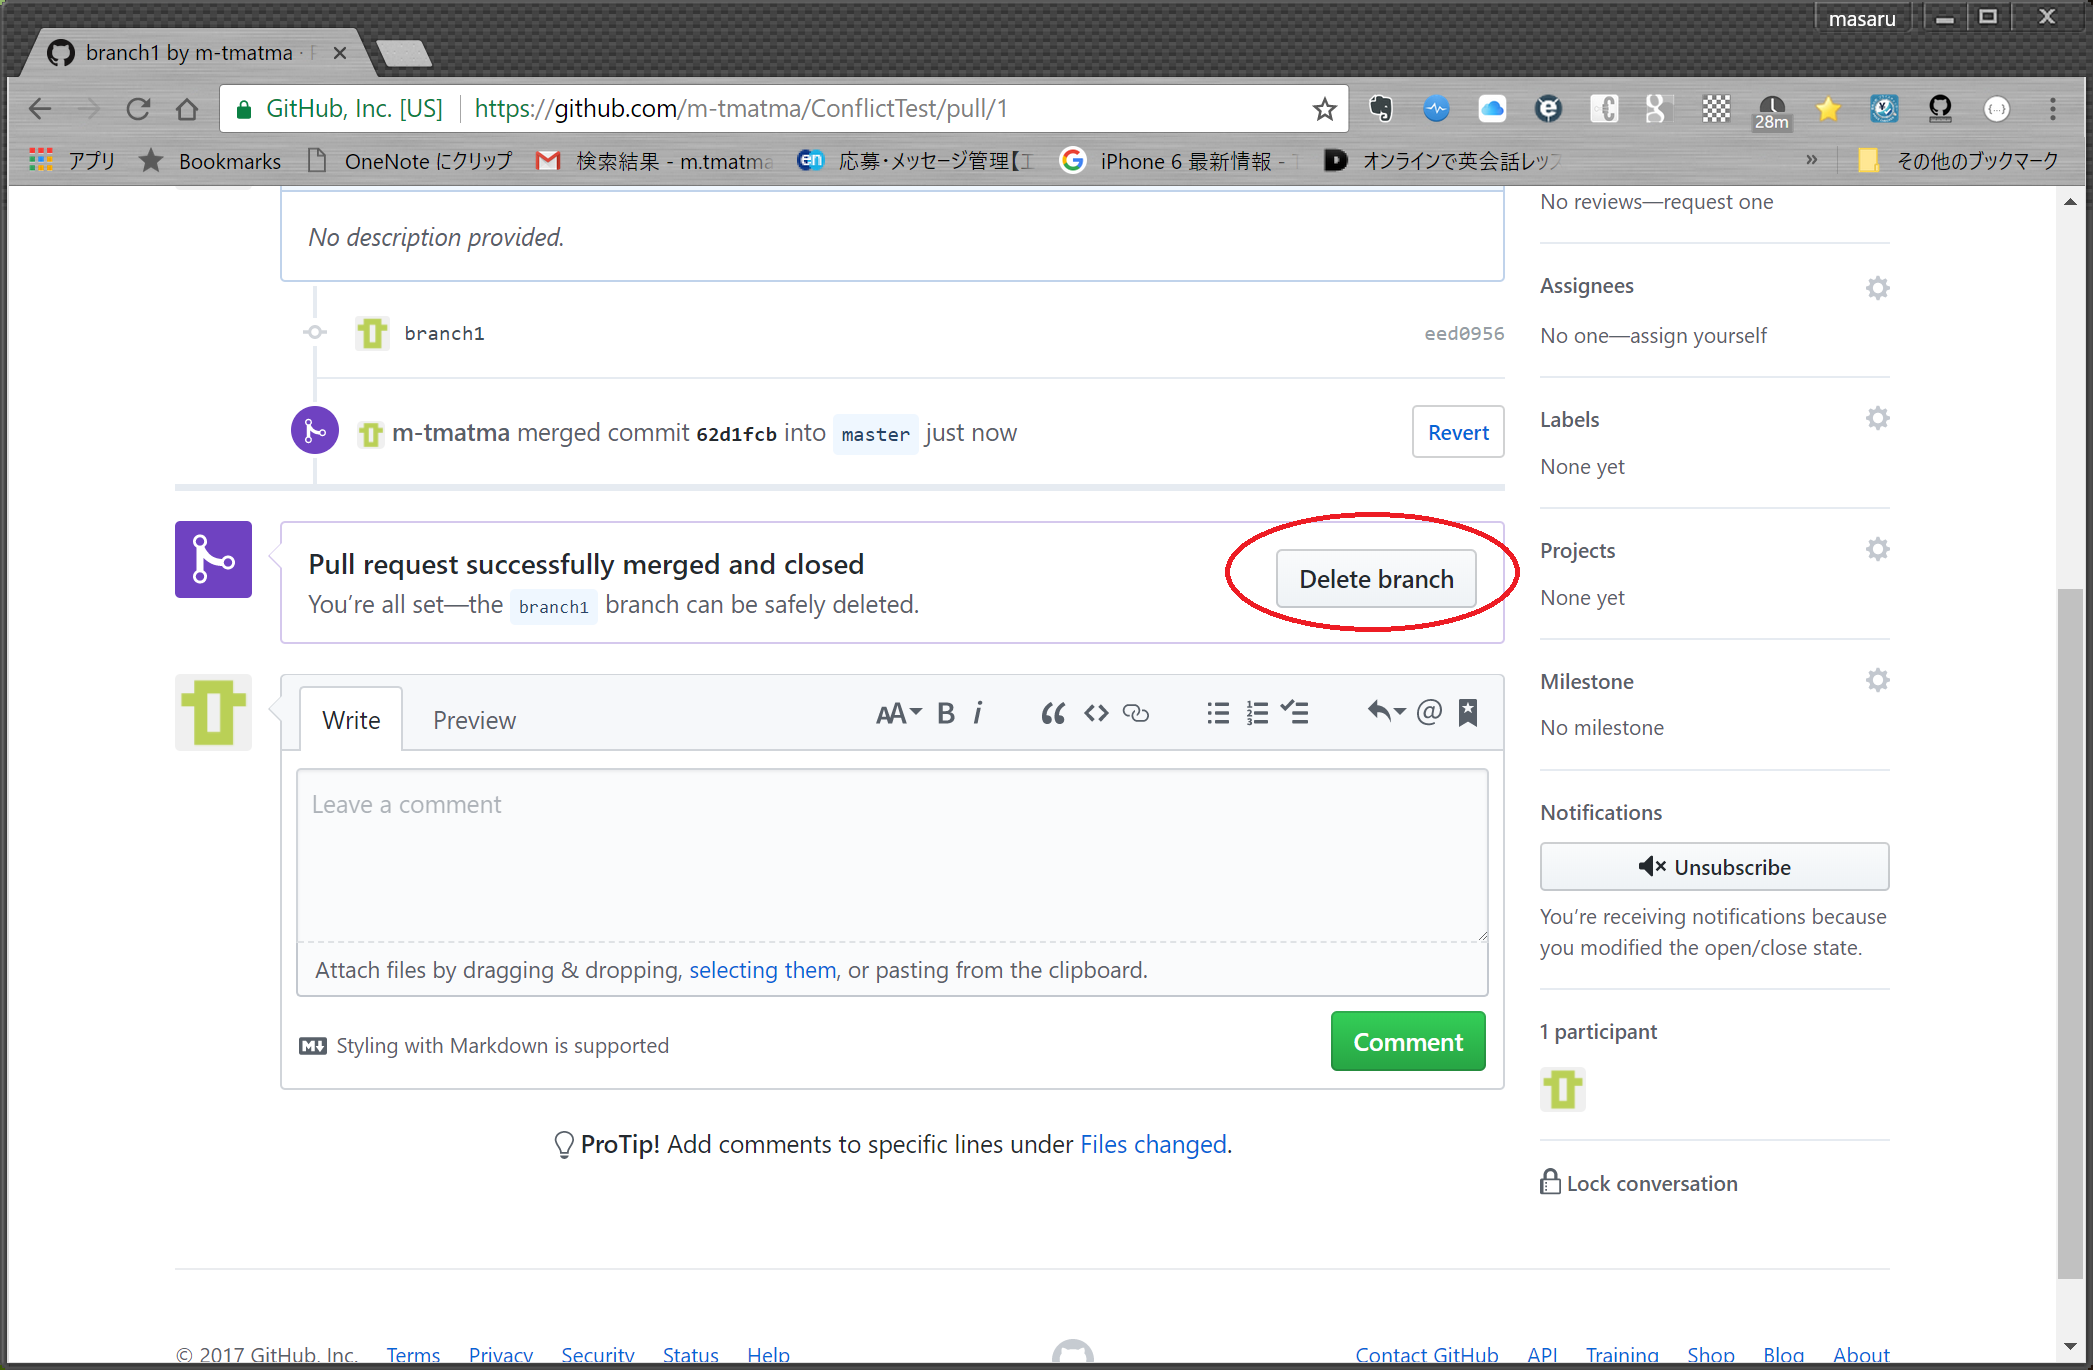 masaru
branch1 by m-tmatma ·
GitHub, Inc. [US] https://github.com/m-tmatma/ConflictTest/pull/1
28m
アプリ Bookmarks OneNote にクリップ 検索結果 - m.tmatma 応募・メッセージ管理【エ iPhone 6 最新情報 - オンラインで英会話レッス » その他のブックマーク
No reviews—request one
No description provided.
Assignees
No one—assign yourself
branch1 eed0956
Labels
None yet
m-tmatma merged commit 62d1fcb into master just now Revert
Projects
None yet
Pull request successfully merged and closed
You're all set—the branch1 branch can be safely deleted.
Delete branch
Milestone
No milestone
Write Preview
Leave a comment
Attach files by dragging & dropping, selecting them, or pasting from the clipboard.
Styling with Markdown is supported
Comment
Notifications
Unsubscribe
You're receiving notifications because
you modified the open/close state.
1 participant
Lock conversation
ProTip! Add comments to specific lines under Files changed.
© 2017 GitHub, Inc. Terms Privacy Security Status Help Contact GitHub API Training Shop Blog About